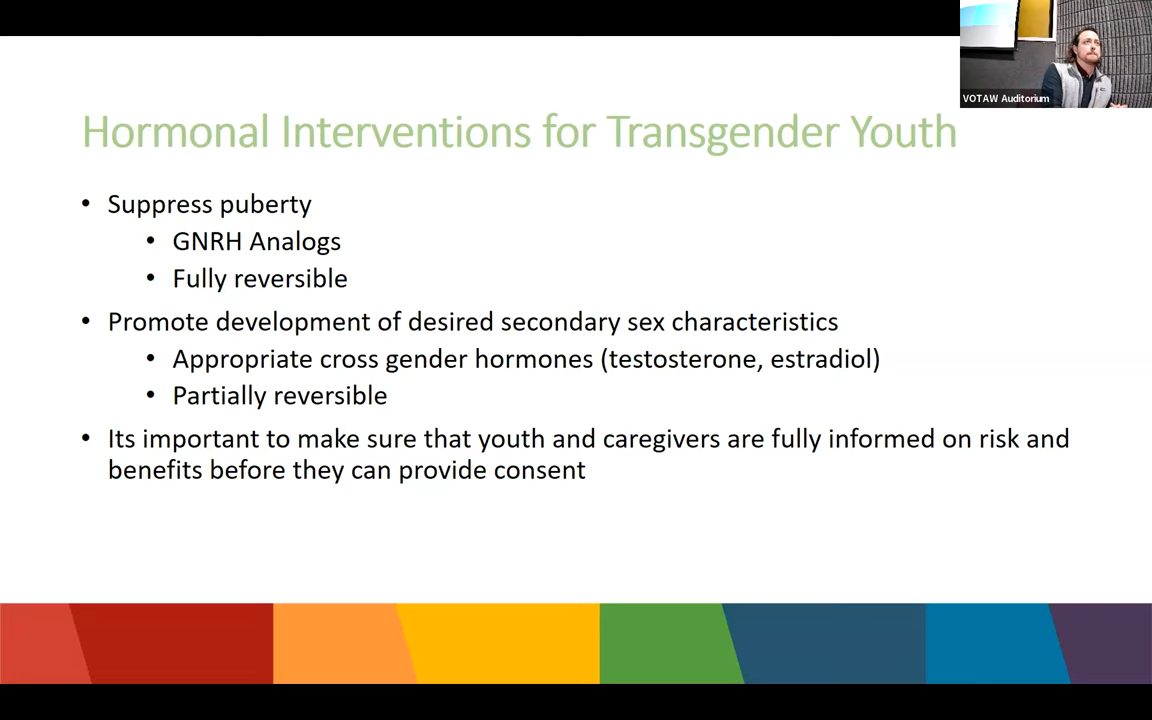 VOTAW Auditorium
Hormonal Interventions for Transgender Youth
• Suppress puberty
• GNRH Analogs
• Fully reversible
• Promote development of desired secondary sex characteristics
• Appropriate cross gender hormones (testosterone, estradiol)
• Partially reversible
• Its important to make sure that youth and caregivers are fully informed on risk and
benefits before they can provide consent